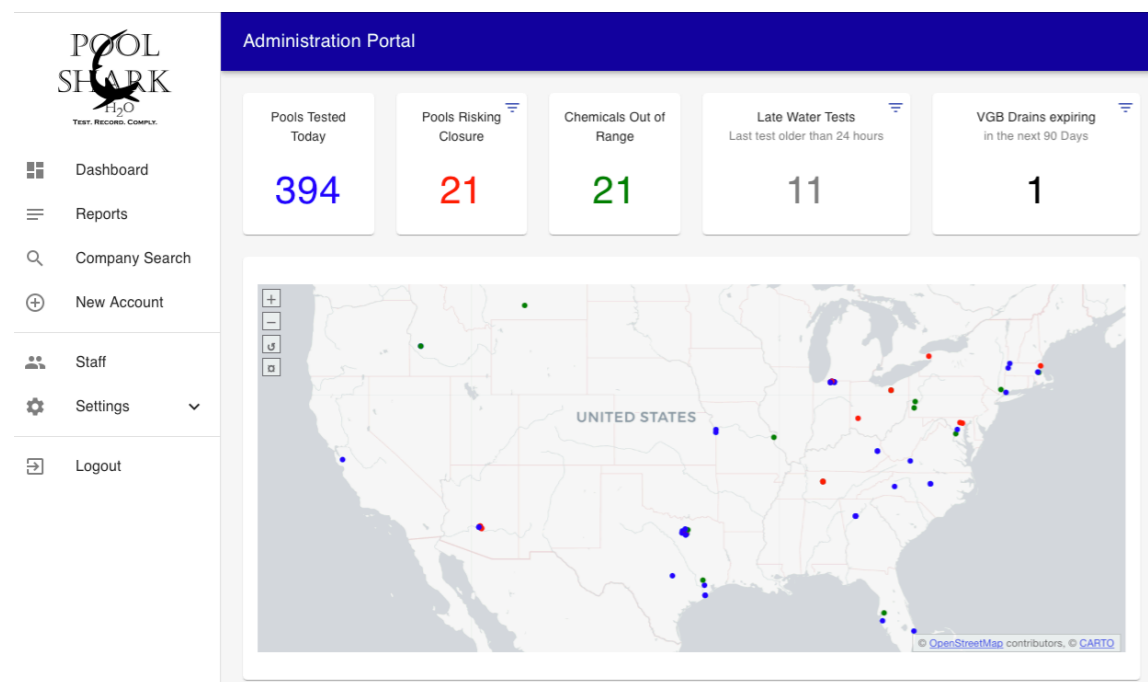 POOL
SHARK
H₂O
TEST. RECORD. COMPLY.
Dashboard
Reports
Company Search
New Account
Staff
Settings
Logout
Administration Portal
Pools Tested
Today
394
Pools Risking
Closure
21
Chemicals Out of
Range
21
Late Water Tests
Last test older than 24 hours
11
VGB Drains expiring
in the next 90 Days
1
UNITED STATES
© OpenStreetMap contributors, © CARTO